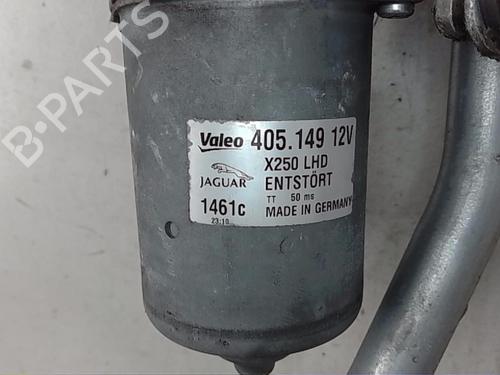 B-PARTS
Valeo 405.149 12V
X250 LHD
JAGUAR ENTSTÖRT
TT 50 ms
1461c MADE IN GERMANY
23:10